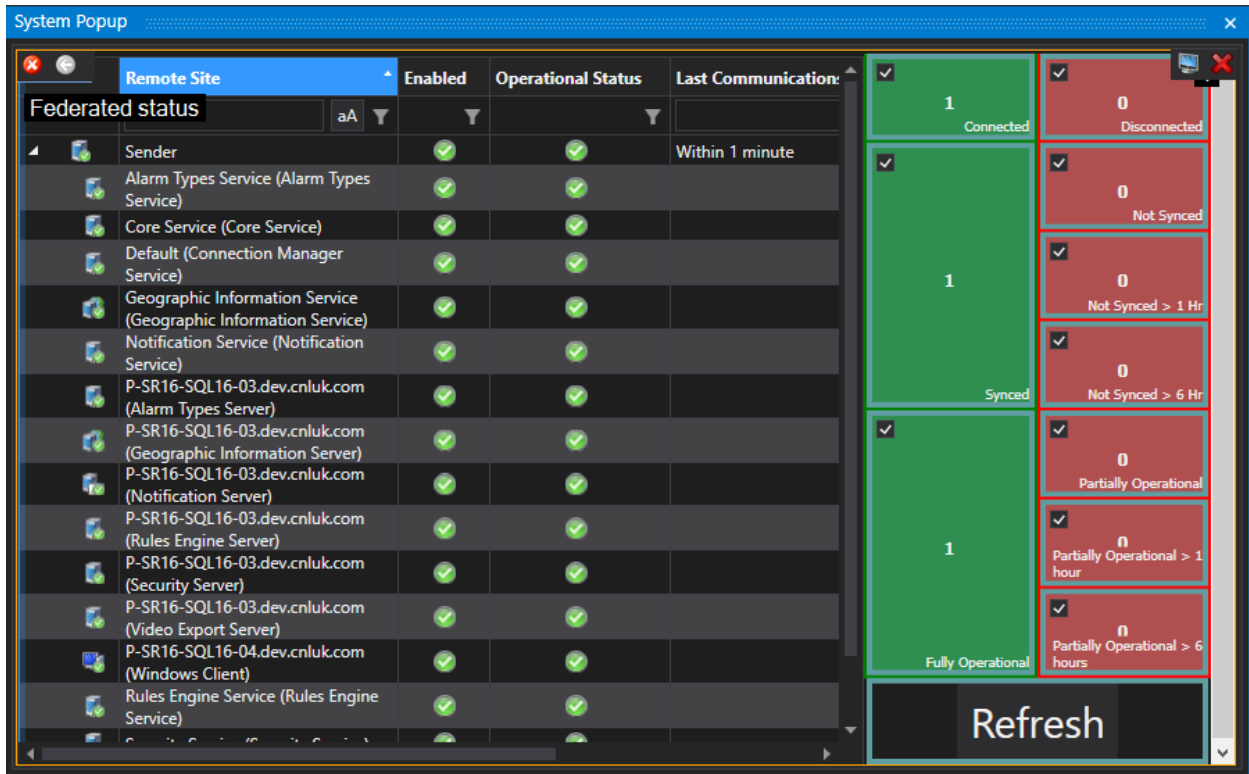 System Popup
Remote Site
Enabled
Operational Status
Last Communications
Federated status
aA
Sender
Within 1 minute
Alarm Types Service (Alarm Types
Service)
Core Service (Core Service)
Default (Connection Manager
Service)
Geographic Information Service
(Geographic Information Service)
Notification Service (Notification
Service)
P-SR16-SQL16-03.dev.cnluk.com
(Alarm Types Server)
P-SR16-SQL16-03.dev.cnluk.com
(Geographic Information Server)
P-SR16-SQL16-03.dev.cnluk.com
(Notification Server)
P-SR16-SQL16-03.dev.cnluk.com
(Rules Engine Server)
P-SR16-SQL16-03.dev.cnluk.com
(Security Server)
P-SR16-SQL16-03.dev.cnluk.com
(Video Export Server)
P-SR16-SQL16-04.dev.cnluk.com
(Windows Client)
Rules Engine Service (Rules Engine
Service)
1
Connected
0
Disconnected
1
Synced
0
Not Synced
0
Not Synced > 1 Hr
0
Not Synced > 6 Hr
1
Fully Operational
0
Partially Operational
0
Partially Operational > 1
hour
0
Partially Operational > 6
hours
Refresh